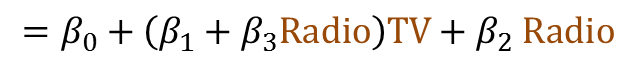 = β₀ + (β₁ + β₃Radio)TV + β₂ Radio